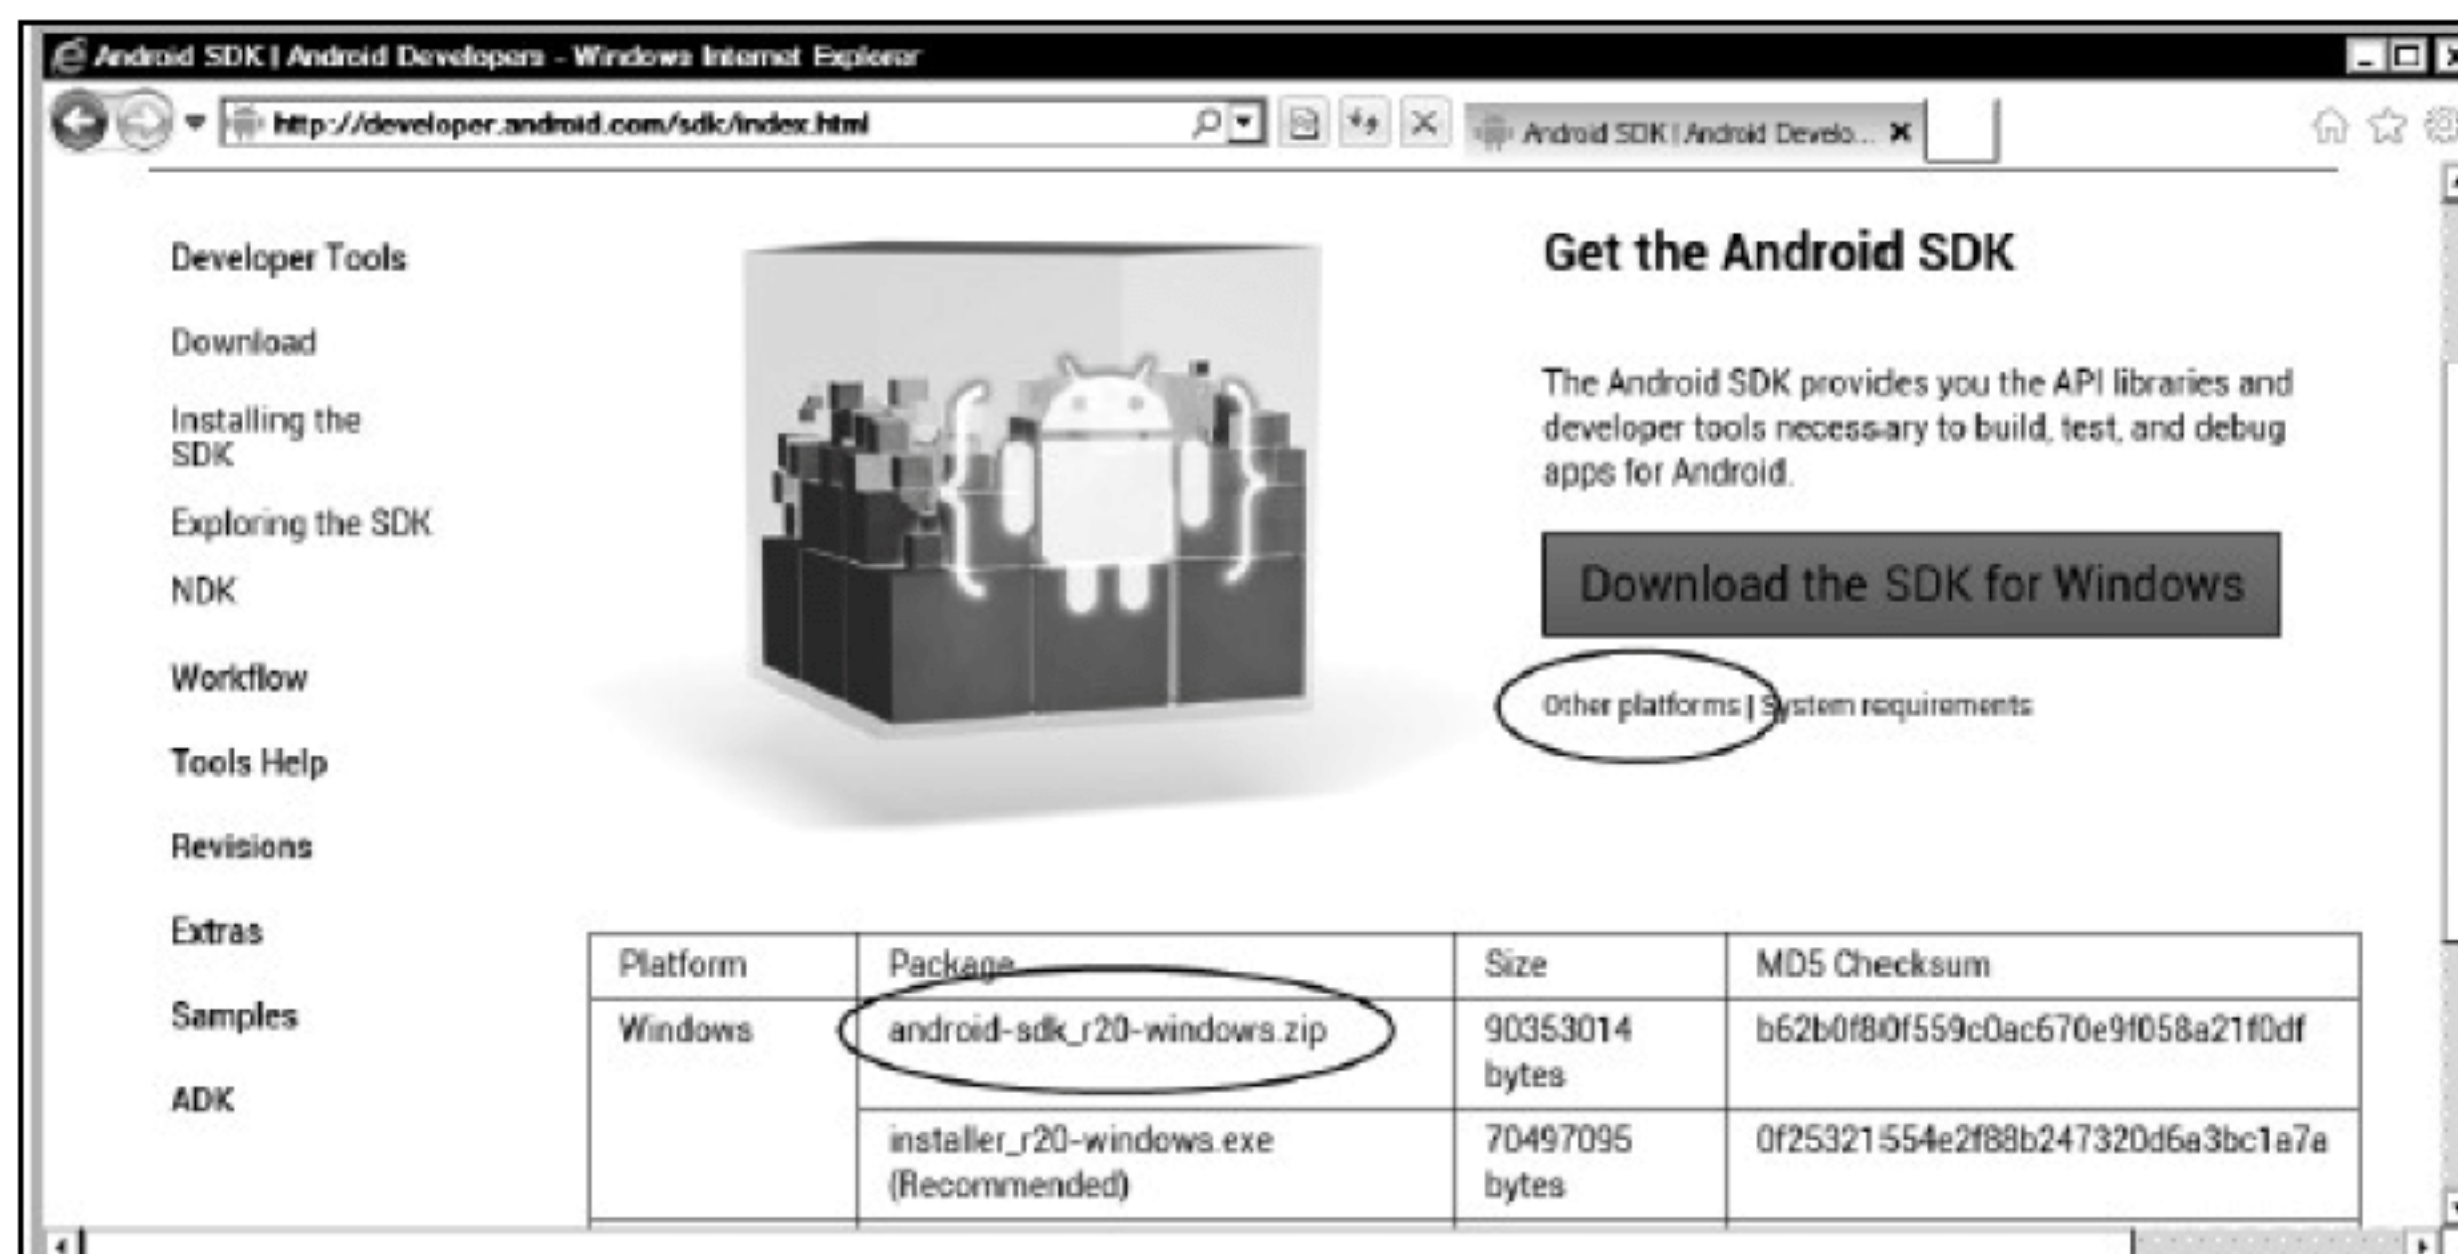 Android SDK | Android Developers - Windows Internet Explorer
http://developer.android.com/sdk/index.html
Android SDK | Android Develo...
Developer Tools
Download
Installing the
SDK
Exploring the SDK
NDK
Workflow
Tools Help
Revisions
Extras
Samples
ADK
Get the Android SDK
The Android SDK provides you the API libraries and
developer tools necessary to build, test, and debug
apps for Android.
Download the SDK for Windows
Other platforms | System requirements
Platform Package Size MD5 Checksum
Windows android-sdk_r20-windows.zip 90353014 b62b0f80f559c0ac670e9f058a21f0df
bytes
installer_r20-windows.exe 70497095 0f25321554e2f88b247320d6a3bc1a7a
(Recommended) bytes